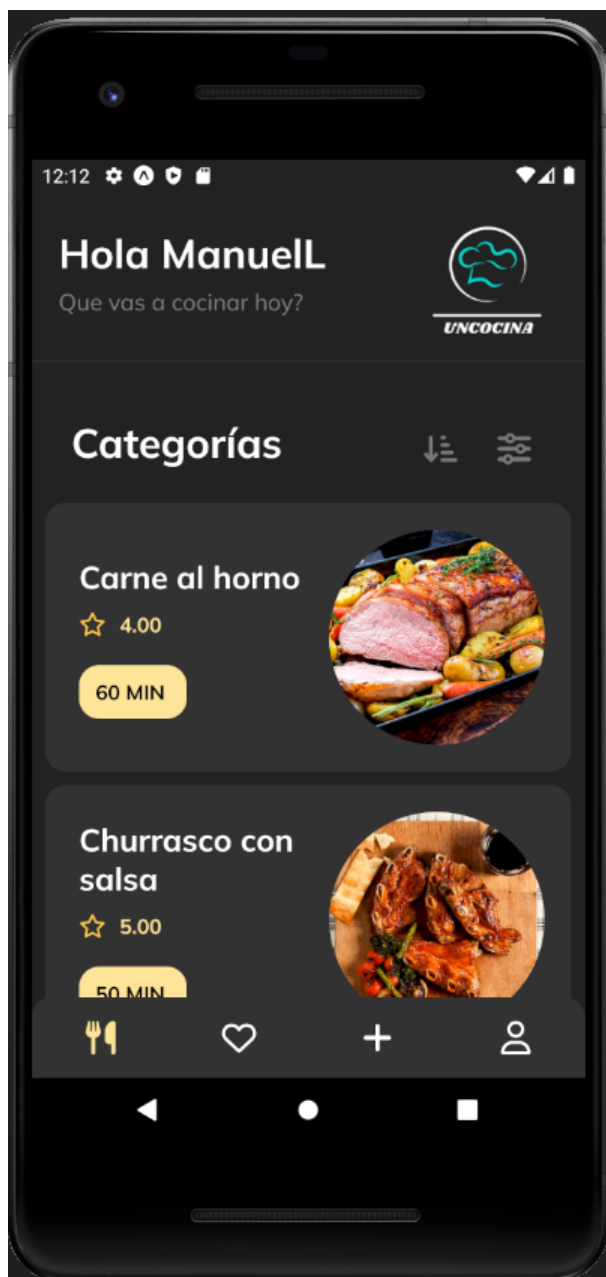 12:12
Hola ManuelL
Que vas a cocinar hoy?
UNCOCINA
Categorías
Carne al horno
4.00
60 MIN
Churrasco con
salsa
5.00
50 MIN